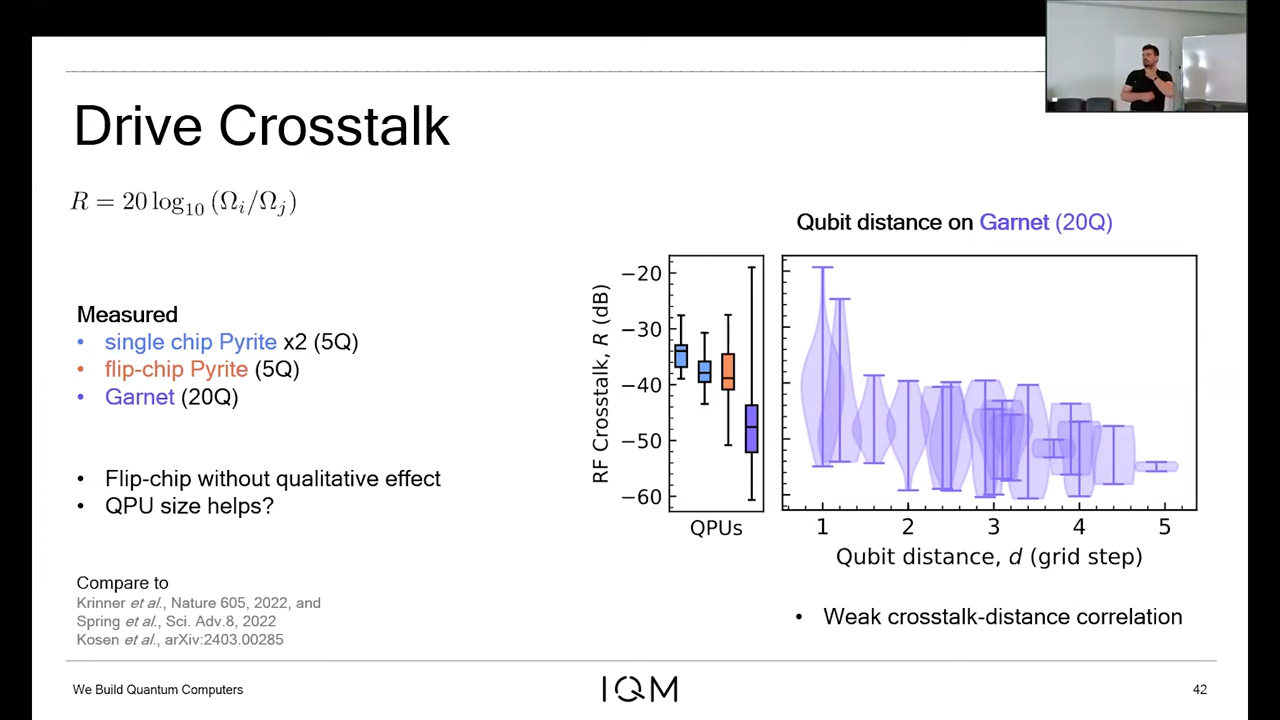 Drive Crosstalk
R = 20 log₁₀ (Ωᵢ/Ωⱼ)
Measured
• single chip Pyrite x2 (5Q)
• flip-chip Pyrite (5Q)
• Garnet (20Q)
• Flip-chip without qualitative effect
• QPU size helps?
Compare to
Krinner et al., Nature 605, 2022, and
Spring et al., Sci. Adv.8, 2022
Kosen et al., arXiv:2403.00285
Qubit distance on Garnet (20Q)
RF Crosstalk, R (dB)
−20
−30
−40
−50
−60
QPUs
1 2 3 4 5
Qubit distance, d (grid step)
• Weak crosstalk-distance correlation
We Build Quantum Computers
IQM
42